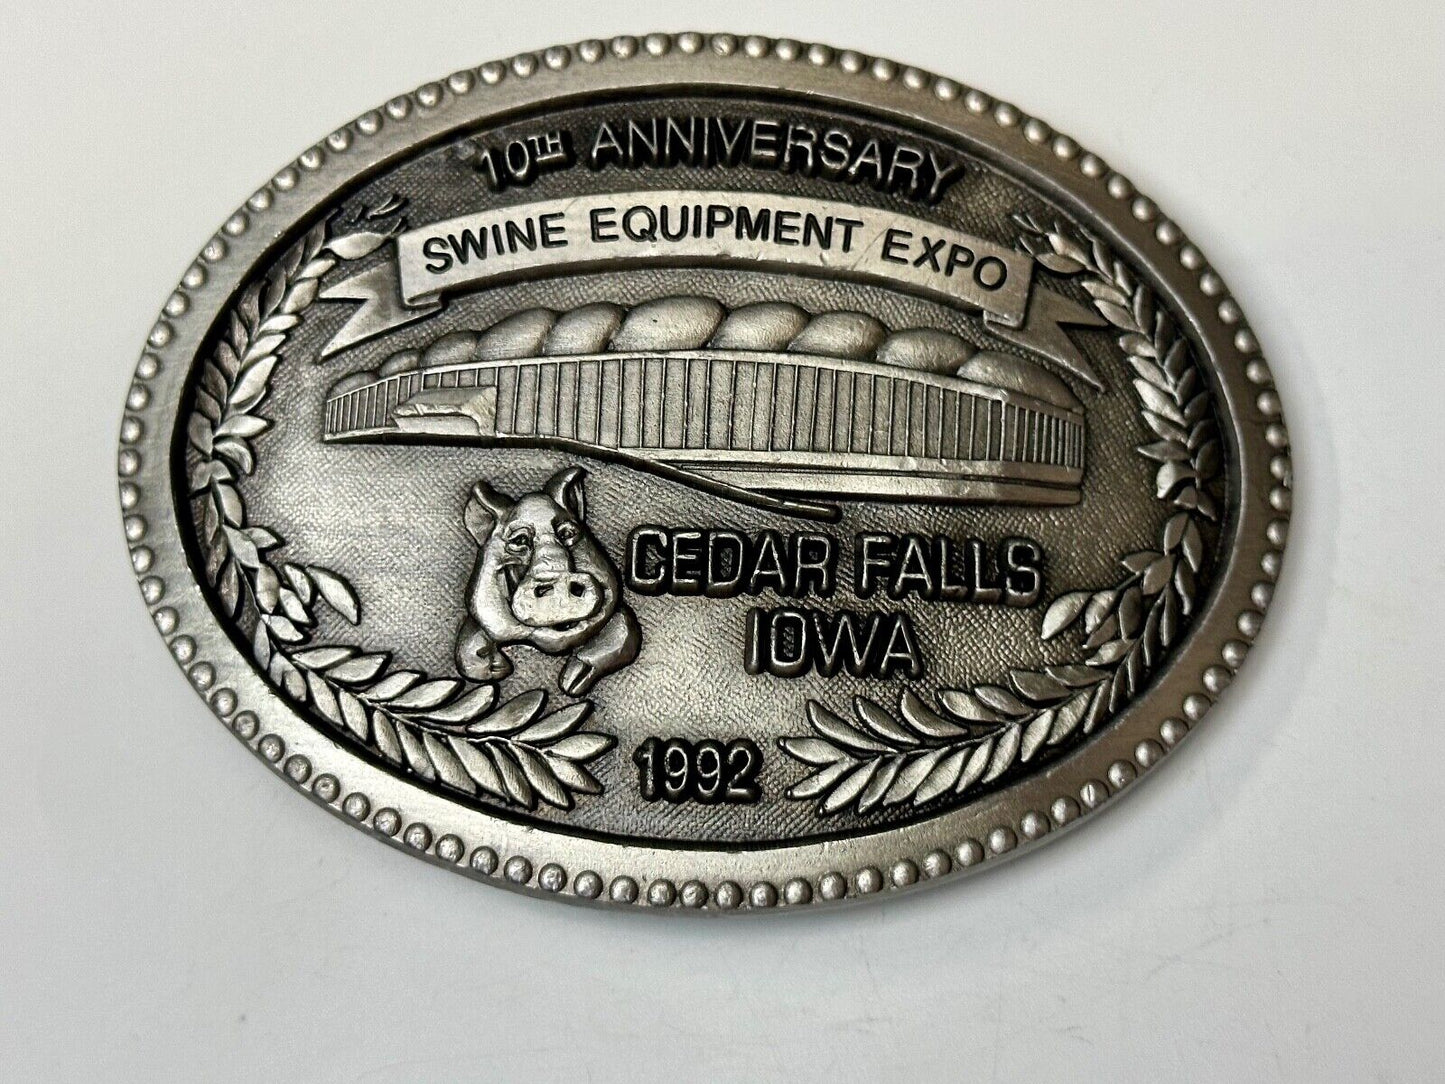 10TH ANNIVERSARY
SWINE EQUIPMENT EXPO
CEDAR FALLS
IOWA
1992